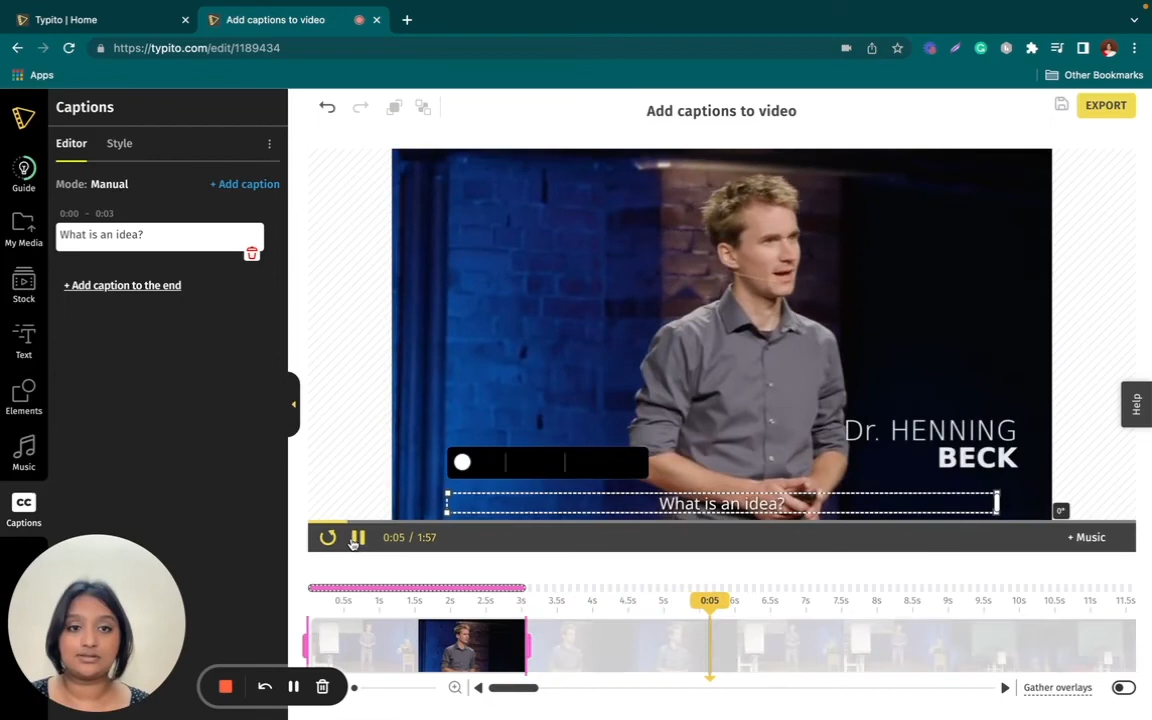 Typito | Home
Add captions to video
https://typito.com/edit/1189434
Apps
Other Bookmarks
Captions
Editor
Style
Mode: Manual
+ Add caption
0:00 - 0:03
What is an idea?
+ Add caption to the end
Guide
My Media
Stock
Text
Elements
Music
CC
Captions
Add captions to video
EXPORT
Dr. HENNING
BECK
What is an idea?
0°
Help
0:05 / 1:57
+ Music
0.5s 1s 1.5s 2s 2.5s 3s 3.5s 4s 4.5s 5s 0:05 6s 6.5s 7s 7.5s 8s 8.5s 9s 9.5s 10s 10.5s 11s 11.5s
Gather overlays